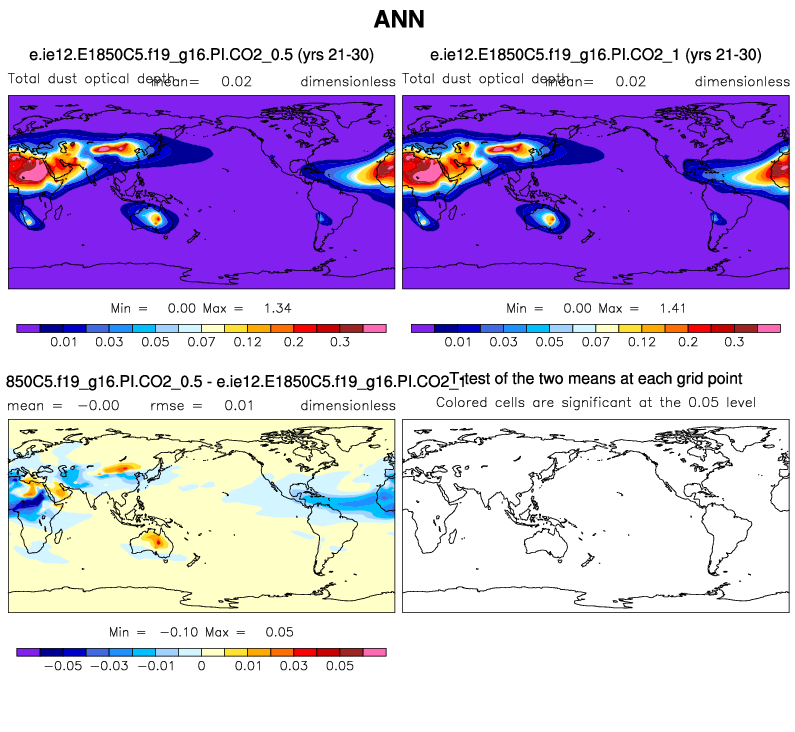 ANN
e.ie12.E1850C5.f19_g16.PI.CO2_0.5 (yrs 21-30)
Total dust optical depth mean= 0.02 dimensionless
Min = 0.00 Max = 1.34
0.01 0.03 0.05 0.07 0.12 0.2 0.3
e.ie12.E1850C5.f19_g16.PI.CO2_1 (yrs 21-30)
Total dust optical depth mean= 0.02 dimensionless
Min = 0.00 Max = 1.41
0.01 0.03 0.05 0.07 0.12 0.2 0.3
850C5.f19_g16.PI.CO2_0.5 - e.ie12.E1850C5.f19_g16.PI.CO2_1
mean = -0.00 rmse = 0.01 dimensionless
Min = -0.10 Max = 0.05
-0.05 -0.03 -0.01 0 0.01 0.03 0.05
T-test of the two means at each grid point
Colored cells are significant at the 0.05 level